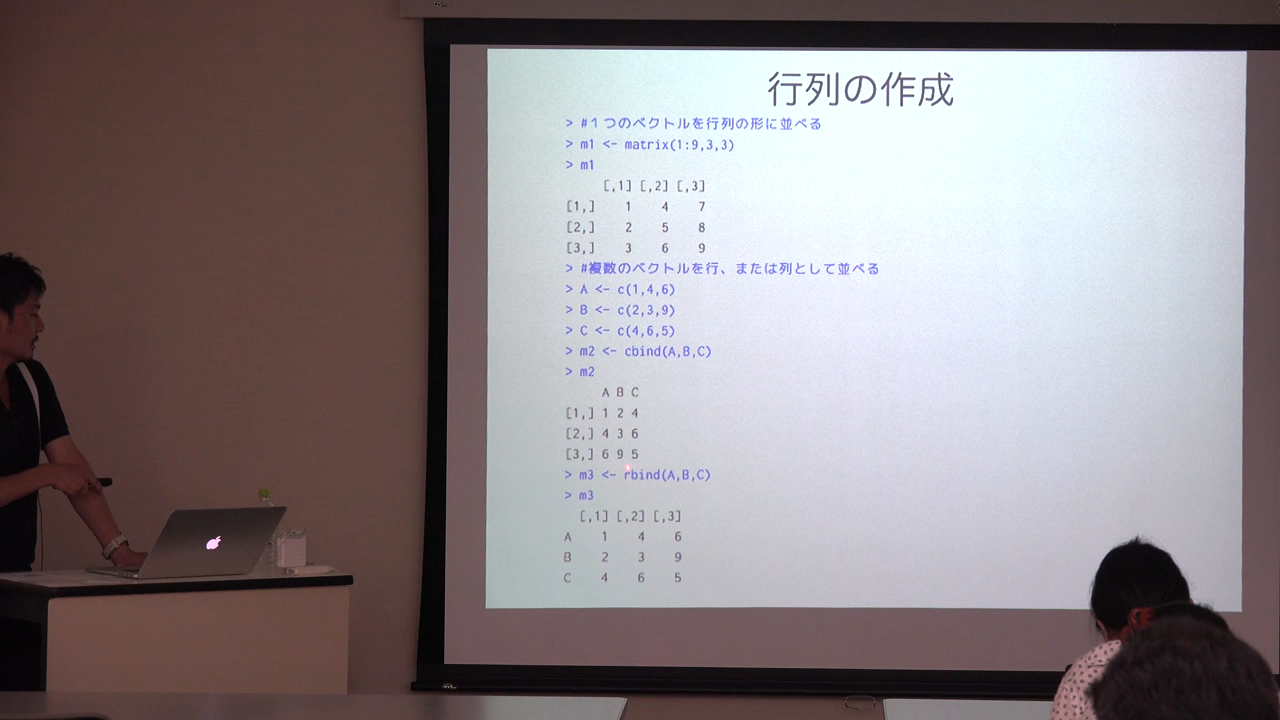 行列の作成
> #１つのベクトルを行列の形に並べる
> m1 <- matrix(1:9,3,3)
> m1
[,1] [,2] [,3]
[1,] 1 4 7
[2,] 2 5 8
[3,] 3 6 9
> #複数のベクトルを行、または列として並べる
> A <- c(1,4,6)
> B <- c(2,3,9)
> C <- c(4,6,5)
> m2 <- cbind(A,B,C)
> m2
A B C
[1,] 1 2 4
[2,] 4 3 6
[3,] 6 9 5
> m3 <- rbind(A,B,C)
> m3
[,1] [,2] [,3]
A 1 4 6
B 2 3 9
C 4 6 5